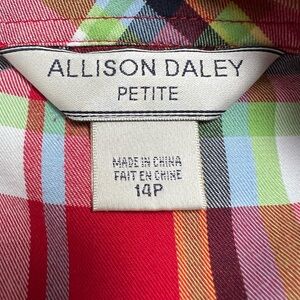 ALLISON DALEY
PETITE
MADE IN CHINA
FAIT EN CHINE
14P